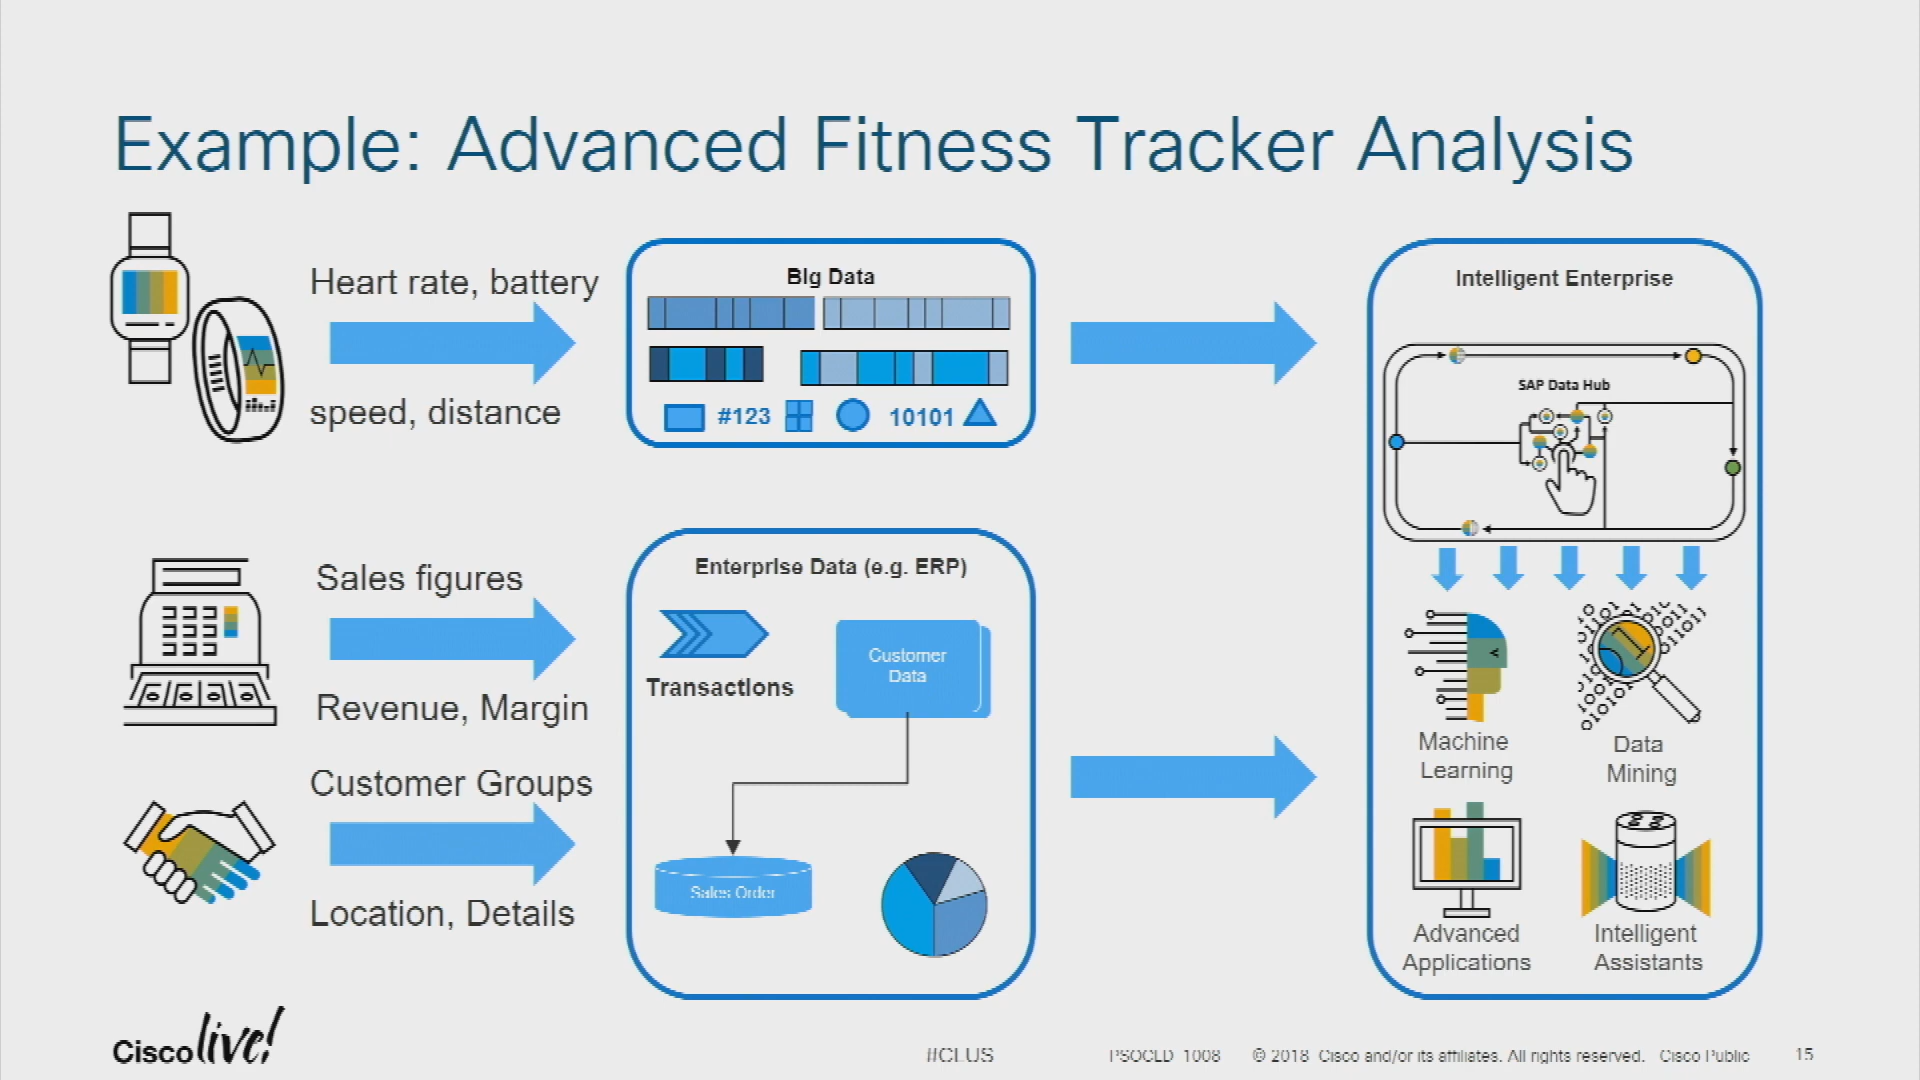 Example: Advanced Fitness Tracker Analysis
Heart rate, battery
speed, distance
Big Data
#123
10101
Sales figures
Revenue, Margin
Customer Groups
Location, Details
Enterprise Data (e.g. ERP)
Transactions
Customer
Data
Sales Order
Intelligent Enterprise
SAP Data Hub
Machine
Learning
Data
Mining
Advanced
Applications
Intelligent
Assistants
Cisco live!
#CLUS
PSOCLD 1008
© 2018 Cisco and/or its affiliates. All rights reserved. Cisco Public
15